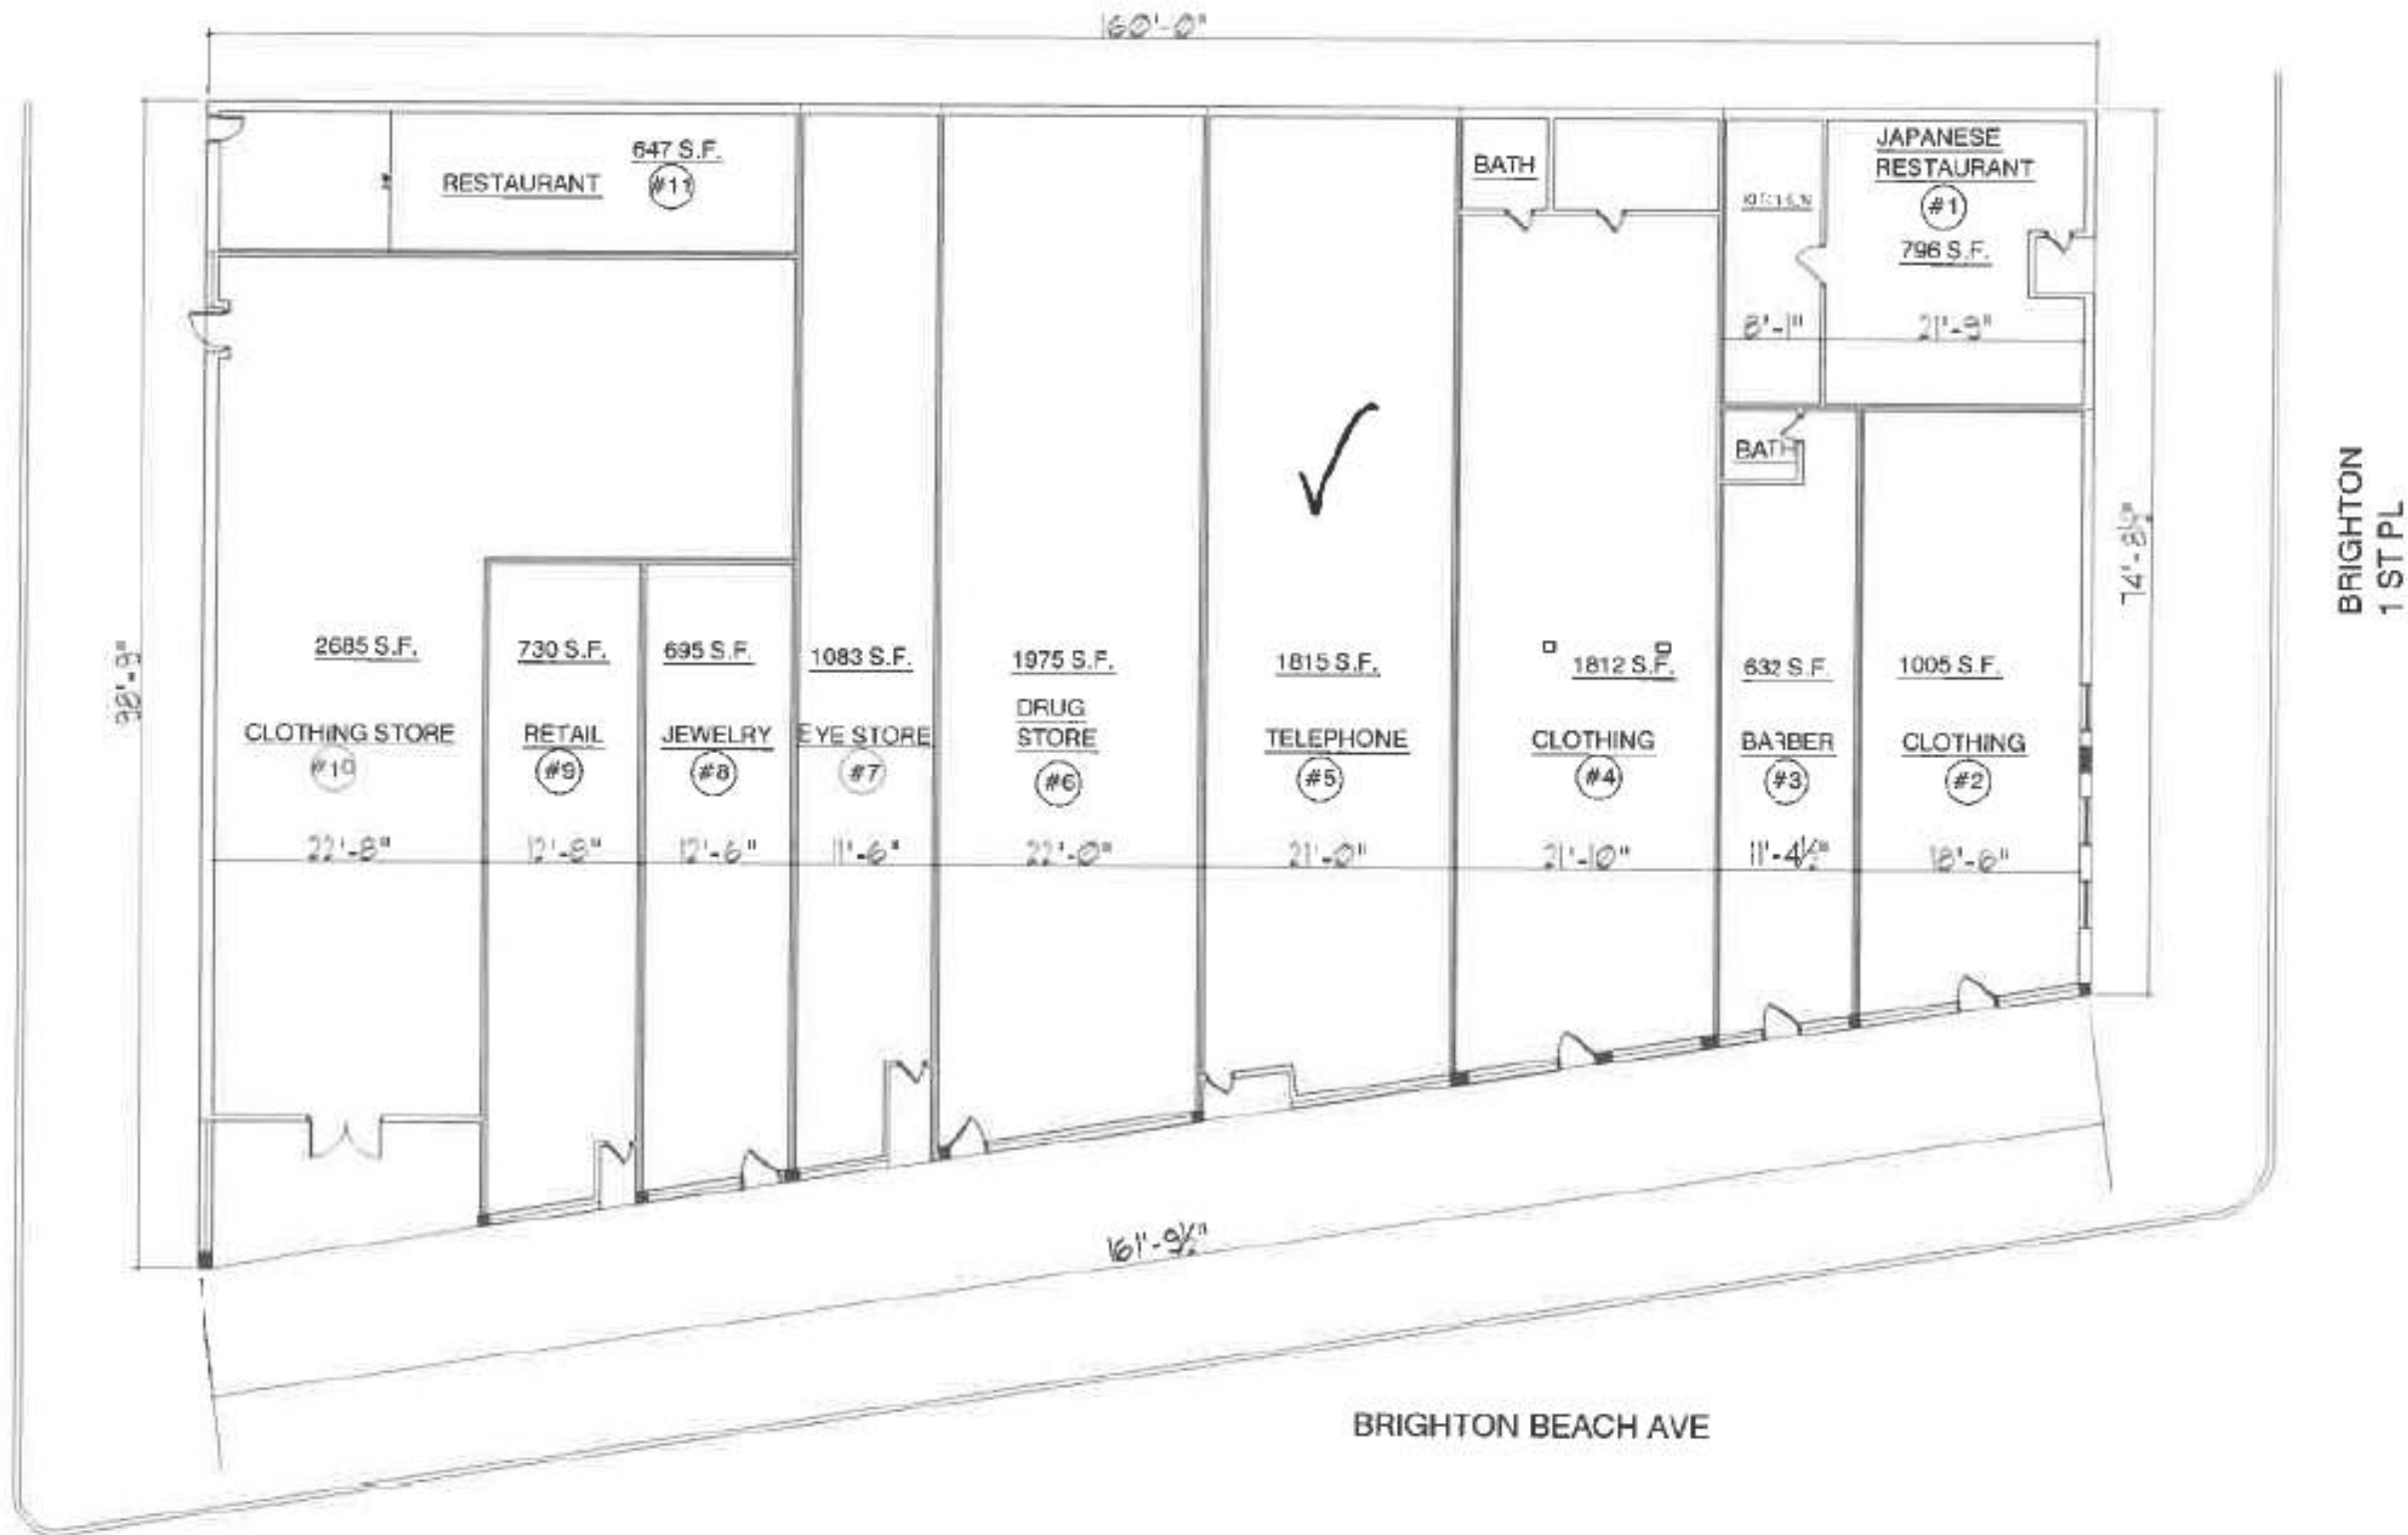 160'-0"
647 S.F.
RESTAURANT
#11
BATH
KITCHEN
JAPANESE
RESTAURANT
#1
796 S.F.
8'-1"
21'-9"
BATH
BRIGHTON
1 ST PL
2685 S.F.
730 S.F.
695 S.F.
1083 S.F.
1975 S.F.
1815 S.F.
1812 S.F.
632 S.F.
1005 S.F.
CLOTHING STORE
#10
RETAIL
#9
JEWELRY
#8
EYE STORE
#7
DRUG
STORE
#6
TELEPHONE
#5
CLOTHING
#4
BARBER
#3
CLOTHING
#2
22'-8"
12'-8"
12'-6"
11'-6"
22'-0"
21'-0"
21'-10"
11'-4½"
18'-6"
161'-9½"
BRIGHTON BEACH AVE